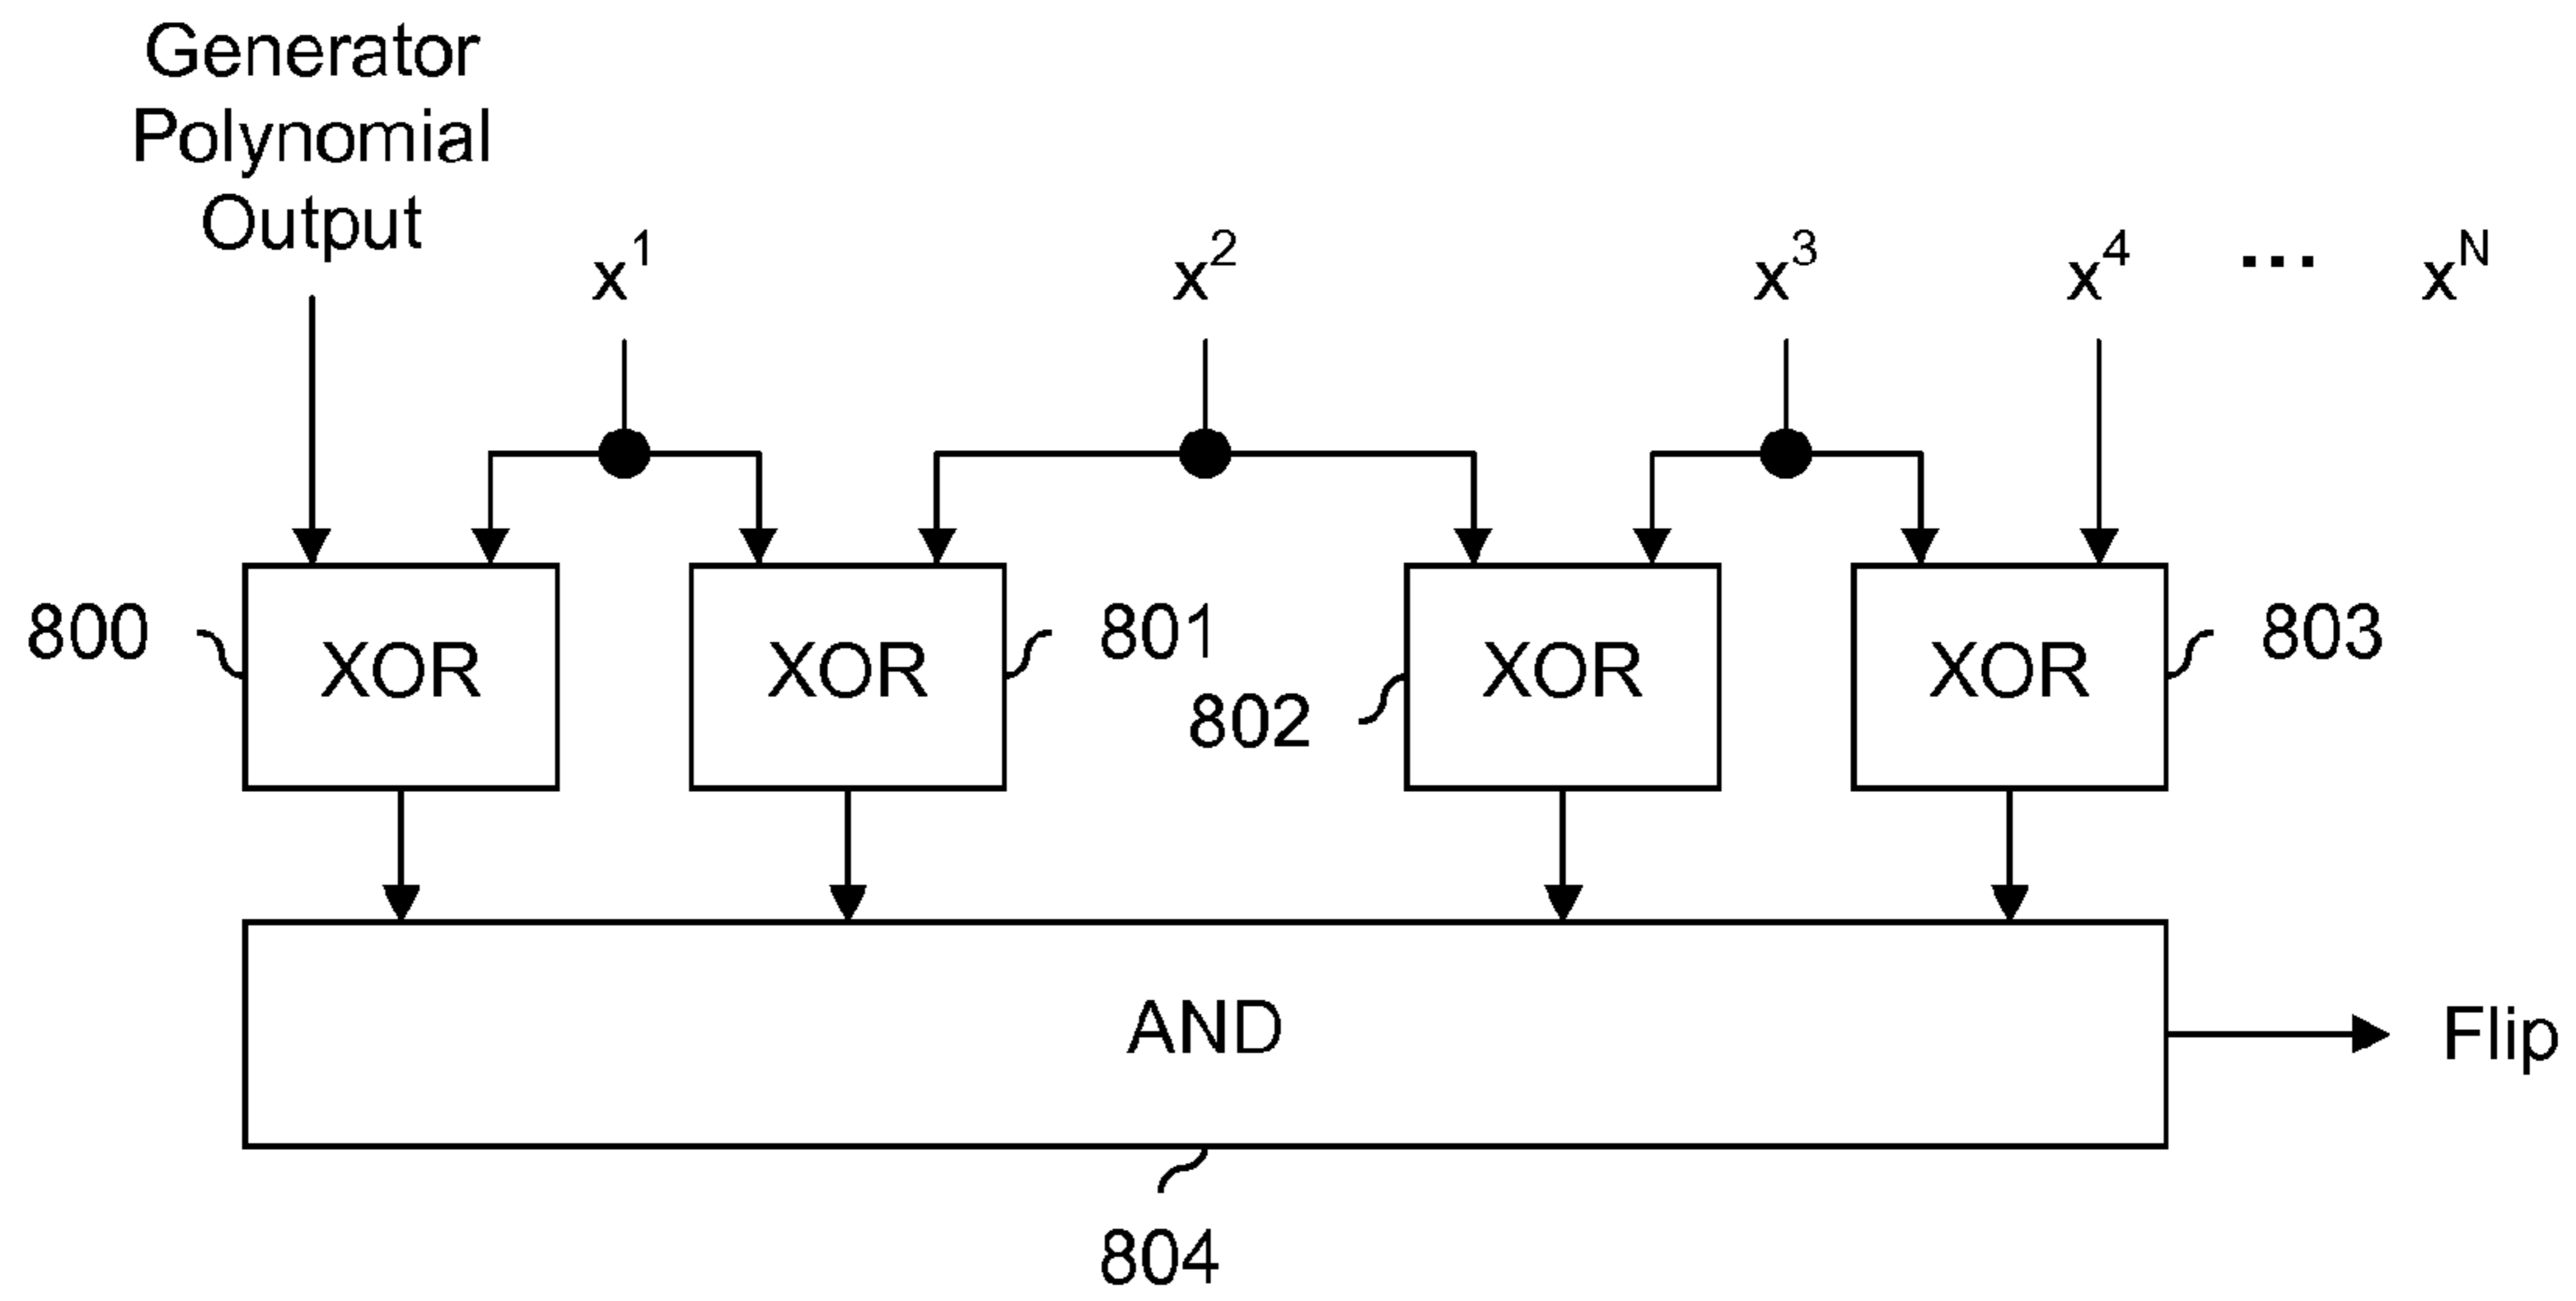 Generator
Polynomial
Output
x¹ x² x³ x⁴ ... xᴺ
800 XOR XOR 801 802 XOR XOR 803
AND
Flip
804